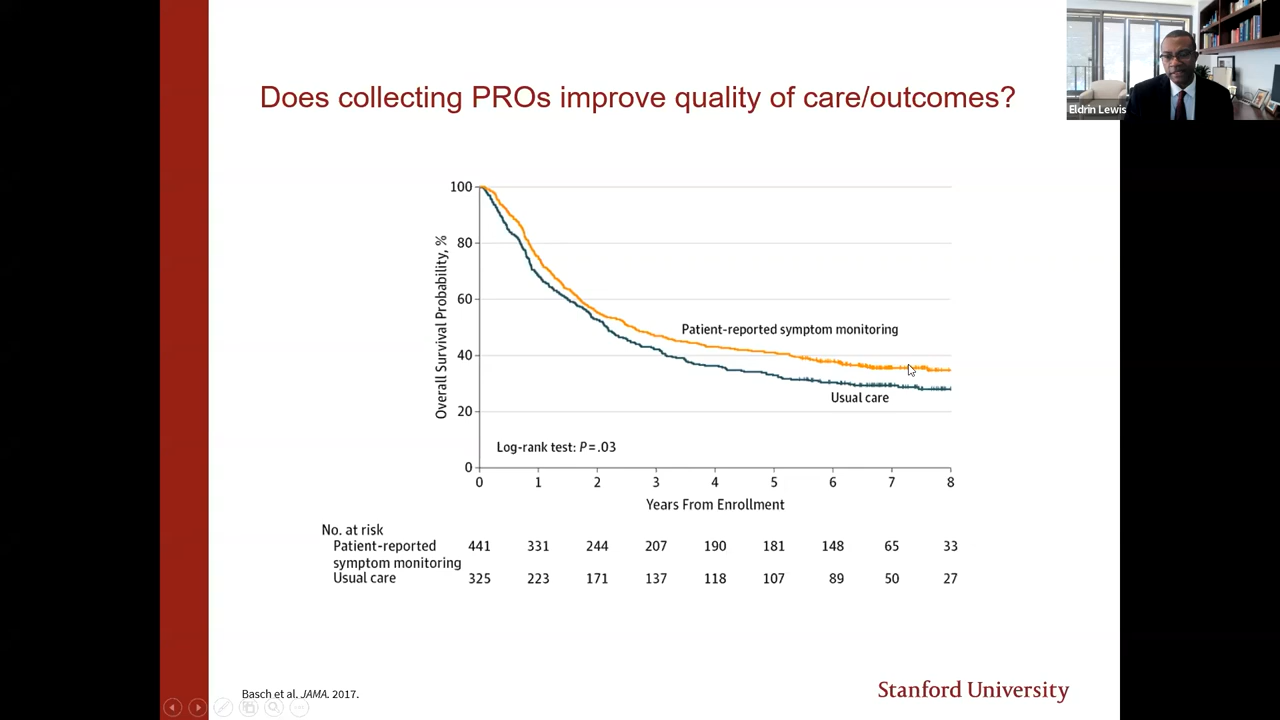 Does collecting PROs improve quality of care/outcomes?
Eldrin Lewis
Overall Survival Probability, %
100
80
60
40
20
0
Patient-reported symptom monitoring
Usual care
Log-rank test: P=.03
0 1 2 3 4 5 6 7 8
Years From Enrollment
No. at risk
Patient-reported 441 331 244 207 190 181 148 65 33
symptom monitoring
Usual care 325 223 171 137 118 107 89 50 27
Basch et al. JAMA. 2017.
Stanford University